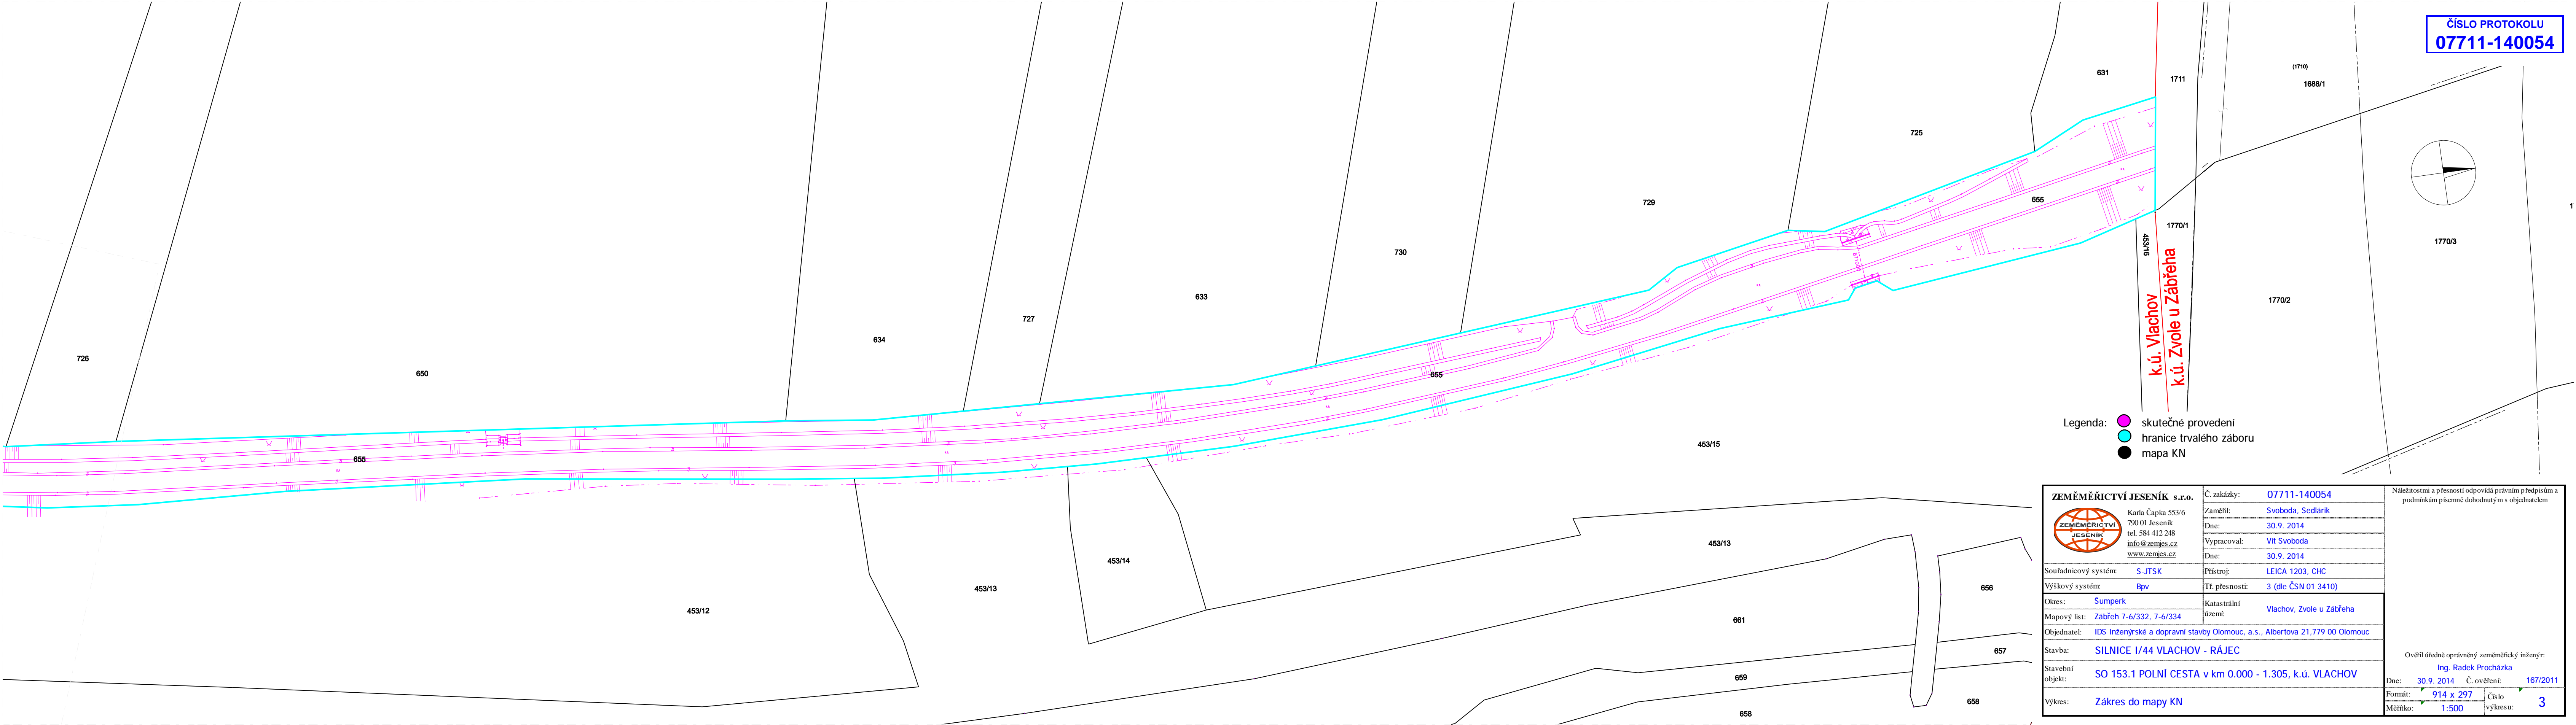 ČÍSLO PROTOKOLU
07711-140054
631
1711
(1710)
1688/1
725
729
655
1770/1
453/16
1770/3
730
633
1770/2
727
634
726
650
655
655
k.ú. Vlachov
k.ú. Zvole u Zábřeha
453/15
453/13
453/14
453/13
453/12
656
661
657
659
658
658
Legenda:
skutečné provedení
hranice trvalého záboru
mapa KN
ZEMĚMĚŘICTVÍ JESENÍK s.r.o.
ZEMĚMĚŘICTVÍ
JESENÍK
Karla Čapka 553/6
790 01 Jeseník
tel. 584 412 248
info@zemjes.cz
www.zemjes.cz
Č. zakázky: 07711-140054
Zaměřil: Svoboda, Sedlárik
Dne: 30.9. 2014
Vypracoval: Vít Svoboda
Dne: 30.9. 2014
Souřadnicový systém: S-JTSK
Přístroj: LEICA 1203, CHC
Výškový systém: Bpv
Tř. přesnosti: 3 (dle ČSN 01 3410)
Okres: Šumperk
Katastrální území: Vlachov, Zvole u Zábřeha
Mapový list: Zábřeh 7-6/332, 7-6/334
Objednatel: IDS Inženýrské a dopravní stavby Olomouc, a.s., Albertova 21,779 00 Olomouc
Stavba: SILNICE I/44 VLACHOV - RÁJEC
Stavební objekt: SO 153.1 POLNÍ CESTA v km 0.000 - 1.305, k.ú. VLACHOV
Výkres: Zákres do mapy KN
Náležitostmi a přesností odpovídá právním předpisům a
podmínkám písemně dohodnutým s objednatelem
Ověřil úředně oprávněný zeměměřický inženýr:
Ing. Radek Procházka
Dne: 30.9. 2014 Č. ověření: 167/2011
Formát: 914 x 297
Měřítko: 1:500
Číslo výkresu: 3